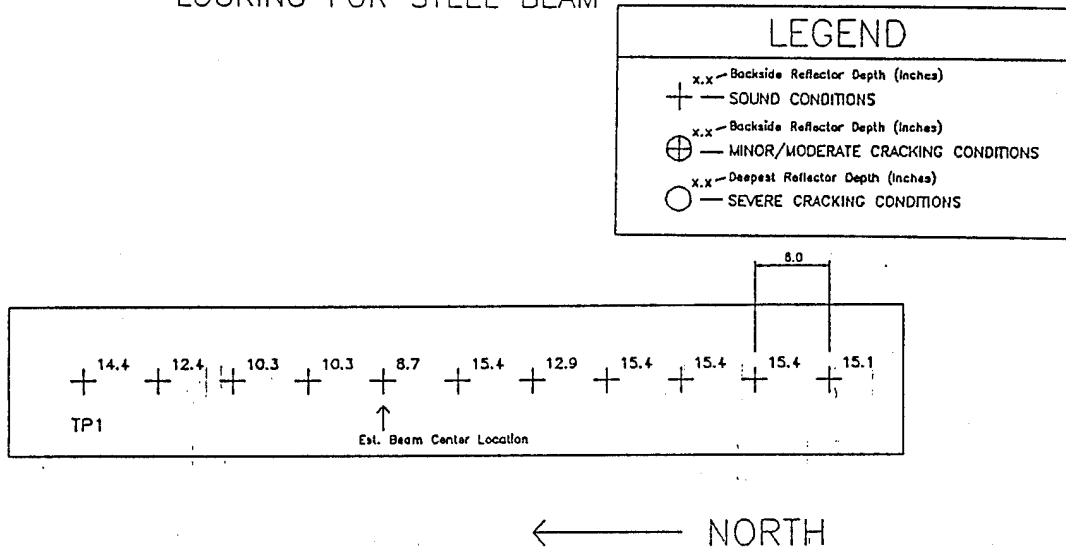 LOOKING FOR STEEL BEAM
LEGEND
x.x Backside Reflector Depth (Inches)
SOUND CONDITIONS
x.x Backside Reflector Depth (Inches)
MINOR/MODERATE CRACKING CONDITIONS
x.x Deepest Reflector Depth (Inches)
SEVERE CRACKING CONDITIONS
6.0
14.4 12.4 10.3 10.3 8.7 15.4 12.9 15.4 15.4 15.4 15.1
TP1
Est. Beam Center Location
NORTH